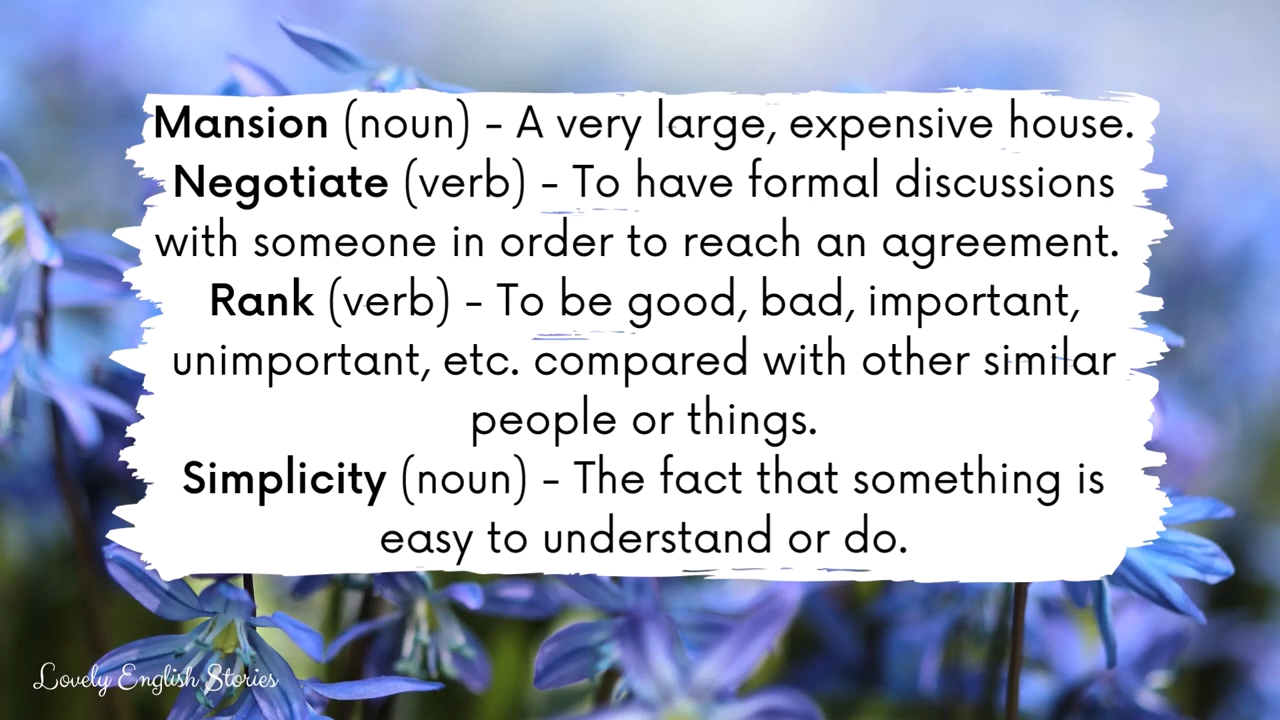 Mansion (noun) - A very large, expensive house.
Negotiate (verb) - To have formal discussions
with someone in order to reach an agreement.
Rank (verb) - To be good, bad, important,
unimportant, etc. compared with other similar
people or things.
Simplicity (noun) - The fact that something is
easy to understand or do.
Lovely English Stories